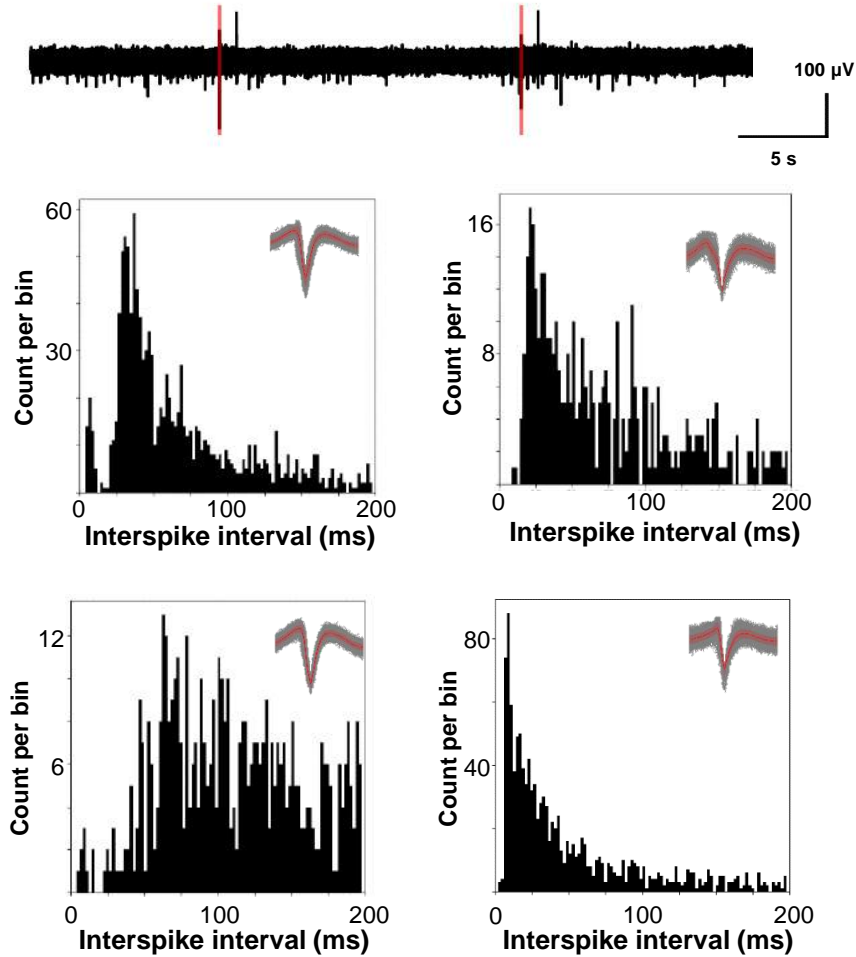 100 µV
5 s
60
30
Count per bin
0 100 200
Interspike interval (ms)
16
8
Count per bin
0 100 200
Interspike interval (ms)
12
6
Count per bin
0 100 200
Interspike interval (ms)
80
40
Count per bin
0 100 200
Interspike interval (ms)